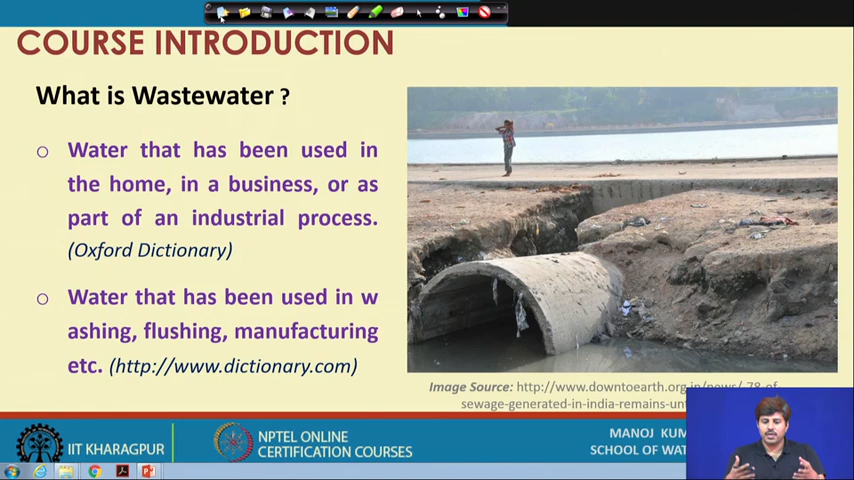 COURSE INTRODUCTION
What is Wastewater ?
Water that has been used in
the home, in a business, or as
part of an industrial process.
(Oxford Dictionary)
Water that has been used in w
ashing, flushing, manufacturing
etc. (http://www.dictionary.com)
Image Source: http://www.downtoearth.org.in/news/-78-of-
sewage-generated-in-india-remains-
IIT KHARAGPUR
NPTEL ONLINE
CERTIFICATION COURSES
MANOJ
SCHOOL OF